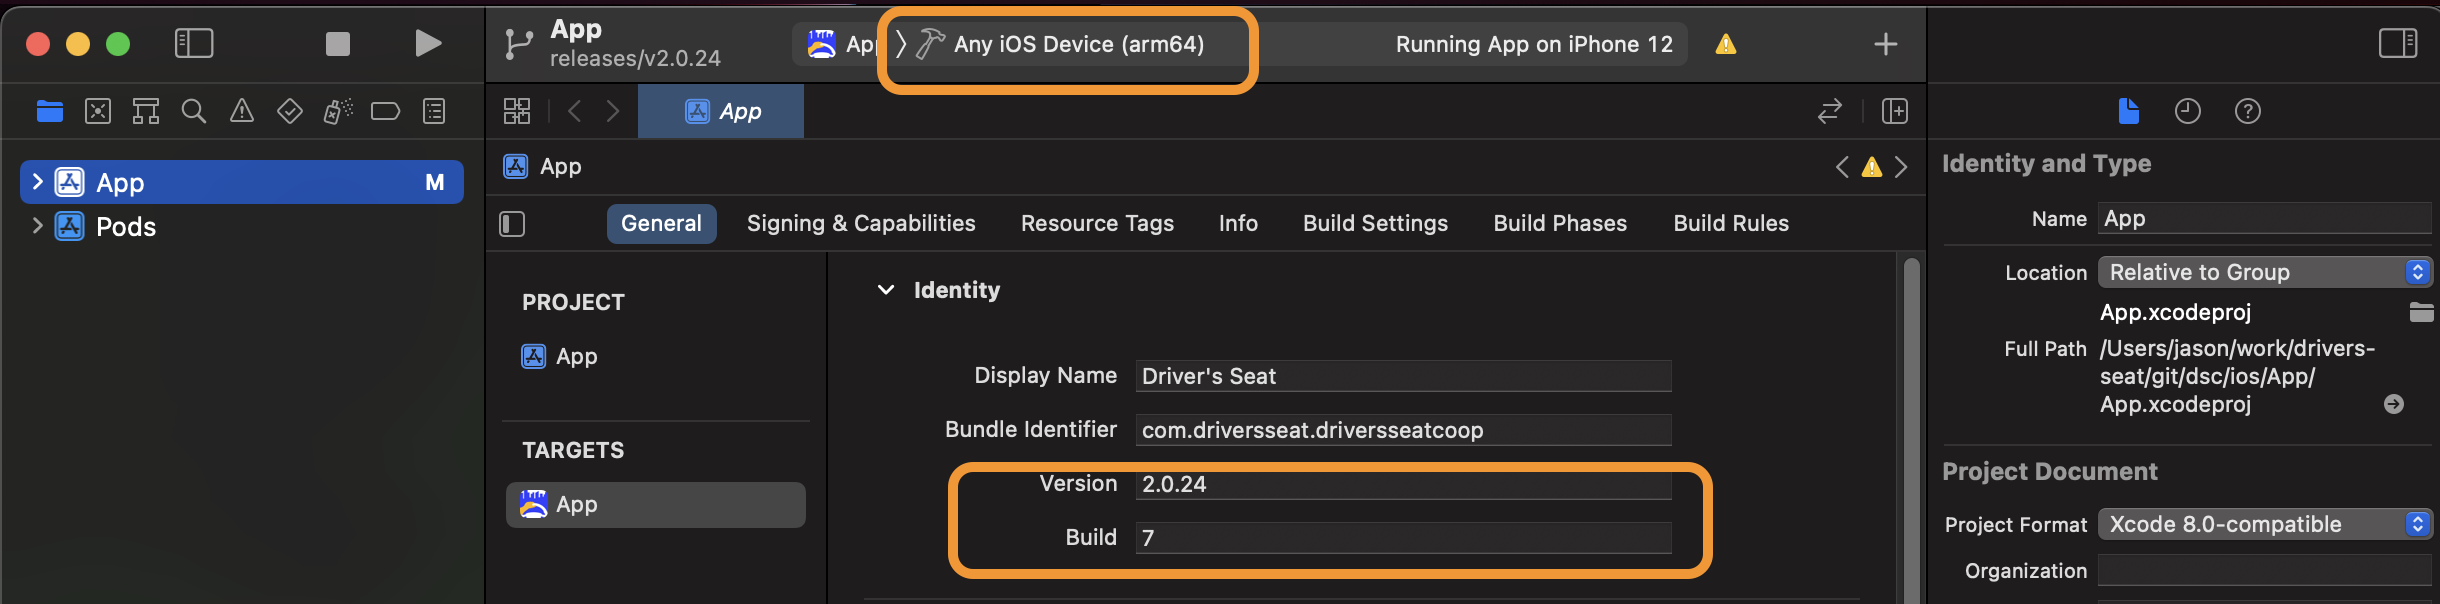 App
releases/v2.0.24
App
Any iOS Device (arm64)
Running App on iPhone 12
App
App
M
Pods
App
General
Signing & Capabilities
Resource Tags
Info
Build Settings
Build Phases
Build Rules
PROJECT
App
TARGETS
App
Identity
Display Name Driver's Seat
Bundle Identifier com.driversseat.driversseatcoop
Version 2.0.24
Build 7
Identity and Type
Name App
Location Relative to Group
App.xcodeproj
Full Path /Users/jason/work/drivers-
seat/git/dsc/ios/App/
App.xcodeproj
Project Document
Project Format Xcode 8.0-compatible
Organization